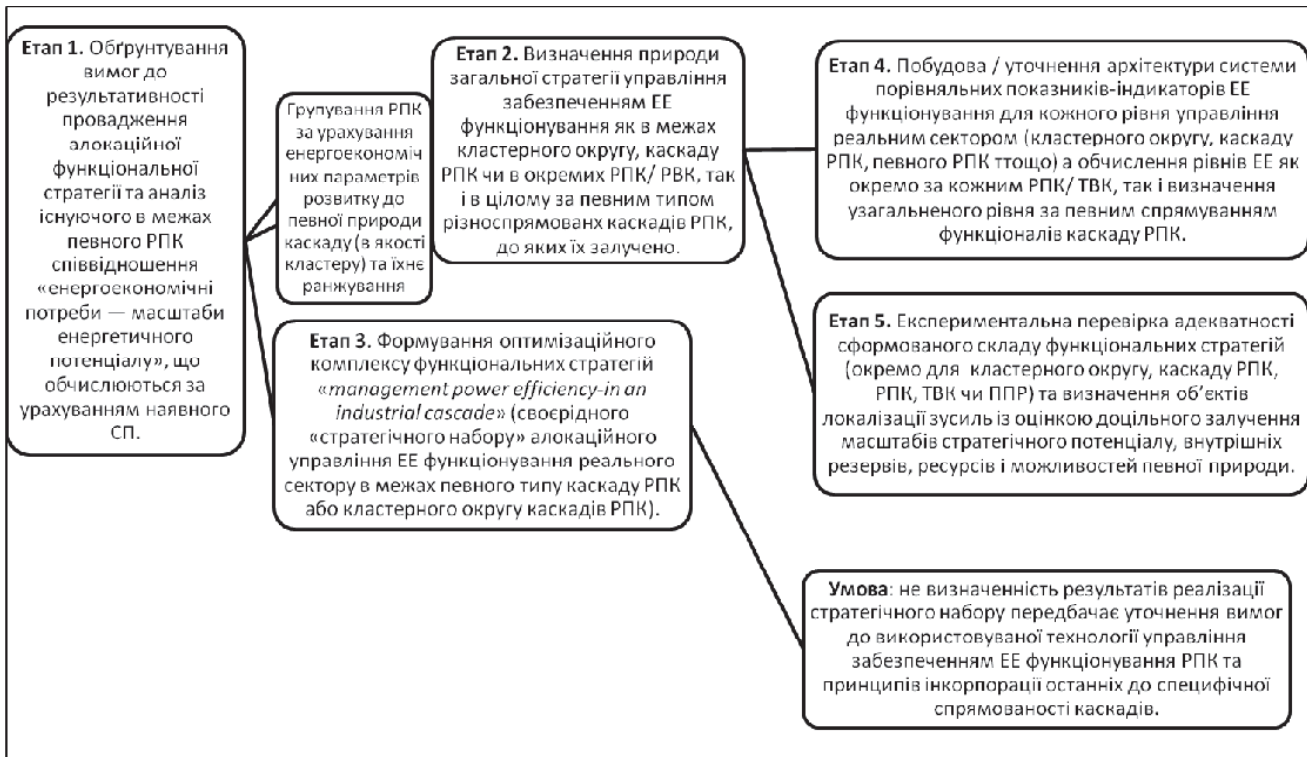 Етап 1. Обґрунтування
вимог до
результативності
провадження
алокаційної
функціональної
стратегії та аналіз
існуючого в межах
певного РПК
співвідношення
«енергоекономічні
потреби — масштаби
енергетичного
потенціалу», що
обчислюються за
урахуванням наявного
СП.
Групування РПК
за урахування
енергоекономіч
них параметрів
розвитку до
певної природи
каскаду (в якості
кластеру) та їхнє
ранжування
Етап 2. Визначення природи
загальної стратегії управління
забезпеченням ЕЕ
функціонування як в межах
кластерного округу, каскаду
РПК чи в окремих РПК/ РВК, так
і в цілому за певним типом
різноспрямованх каскадів РПК,
до яких їх залучено.
Етап 3. Формування оптимізаційного
комплексу функціональних стратегій
«management power efficiency-in an
industrial cascade» (своєрідного
«стратегічного набору» алокаційного
управління ЕЕ функціонування реального
сектору в межах певного типу каскаду РПК
або кластерного округу каскадів РПК).
Етап 4. Побудова / уточнення архітектури системи
порівняльних показників-індикаторів ЕЕ
функціонування для кожного рівня управління
реальним сектором (кластерного округу, каскаду
РПК, певного РПК ттощо) а обчислення рівнів ЕЕ як
окремо за кожним РПК/ ТВК, так і визначення
узагальненого рівня за певним спрямуванням
функціоналів каскаду РПК.
Етап 5. Експериментальна перевірка адекватності
сформованого складу функціональних стратегій
(окремо для кластерного округу, каскаду РПК,
РПК, ТВК чи ППР) та визначення об’єктів
локалізації зусиль із оцінкою доцільного залучення
масштабів стратегічного потенціалу, внутрішніх
резервів, ресурсів і можливостей певної природи.
Умова: не визначенність результатів реалізації
стратегічного набору передбачає уточнення вимог
до використовуваної технології управління
забезпеченням ЕЕ функціонування РПК та
принципів інкорпорації останніх до специфічної
спрямованості каскадів.